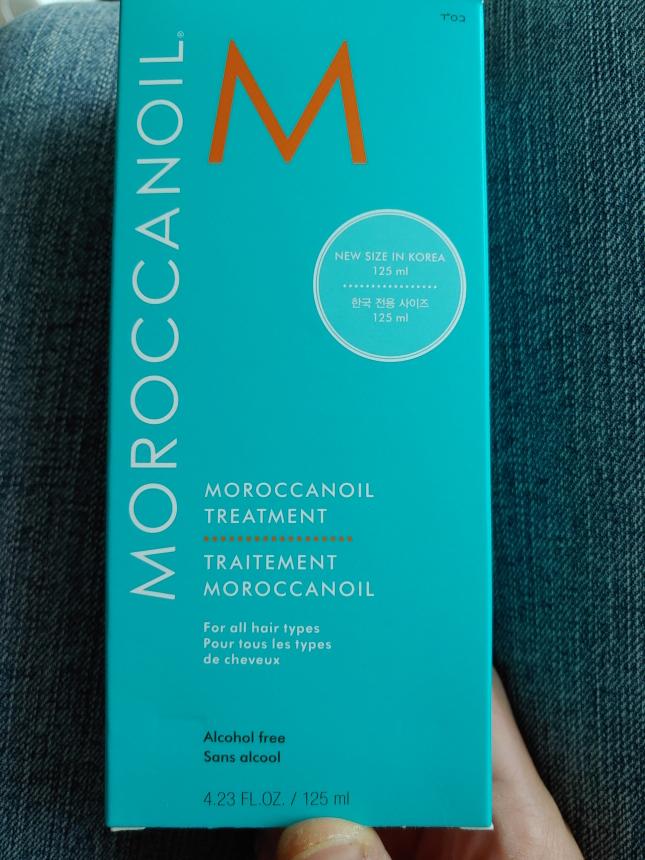 בס"ד
M
MOROCCANOIL®
NEW SIZE IN KOREA
125 ml
한국 전용 사이즈
125 ml
MOROCCANOIL
TREATMENT
TRAITEMENT
MOROCCANOIL
For all hair types
Pour tous les types
de cheveux
Alcohol free
Sans alcool
4.23 FL.OZ. / 125 ml